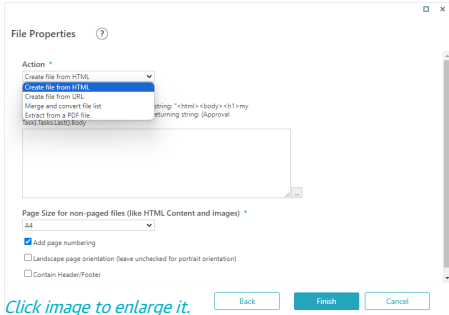 File Properties ?
Action *
Create file from HTML
Create file from HTML
Create file from URL
Merge and convert file list
Extract from a PDF file
string: "<html><body><h1>my
eturning string: {Approval
Task}.Tasks.Last().Body
...
Page Size for non-paged files (like HTML Content and images) *
A4
Add page numbering
Landscape page orientation (leave unchecked for portrait orientation)
Contain Header/Footer
Click image to enlarge it.
Back Finish Cancel